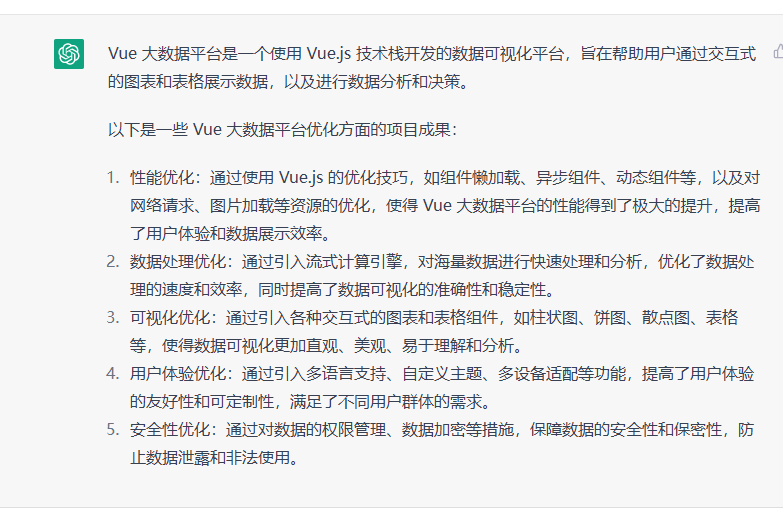 Vue 大数据平台是一个使用 Vue.js 技术栈开发的数据可视化平台，旨在帮助用户通过交互式
的图表和表格展示数据，以及进行数据分析和决策。
以下是一些 Vue 大数据平台优化方面的项目成果：
1. 性能优化：通过使用 Vue.js 的优化技巧，如组件懒加载、异步组件、动态组件等，以及对
网络请求、图片加载等资源的优化，使得 Vue 大数据平台的性能得到了极大的提升，提高
了用户体验和数据展示效率。
2. 数据处理优化：通过引入流式计算引擎，对海量数据进行快速处理和分析，优化了数据处
理的速度和效率，同时提高了数据可视化的准确性和稳定性。
3. 可视化优化：通过引入各种交互式的图表和表格组件，如柱状图、饼图、散点图、表格
等，使得数据可视化更加直观、美观、易于理解和分析。
4. 用户体验优化：通过引入多语言支持、自定义主题、多设备适配等功能，提高了用户体验
的友好性和可定制性，满足了不同用户群体的需求。
5. 安全性优化：通过对数据的权限管理、数据加密等措施，保障数据的安全性和保密性，防
止数据泄露和非法使用。